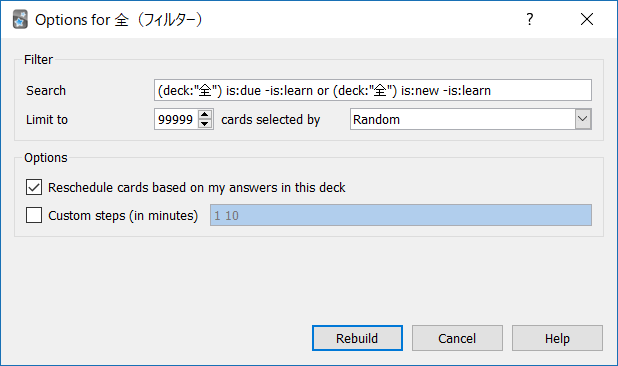 Options for 全（フィルター）
Filter
Search (deck:"全") is:due -is:learn or (deck:"全") is:new -is:learn
Limit to 99999 cards selected by Random
Options
Reschedule cards based on my answers in this deck
Custom steps (in minutes) 1 10
Rebuild Cancel Help